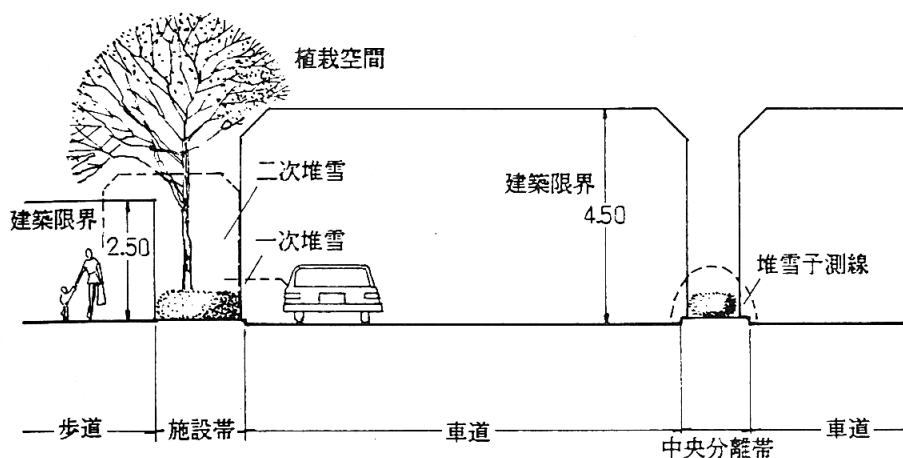 植栽空間
二次堆雪
建築限界
2.50
一次堆雪
建築限界
4.50
堆雪子測線
歩道
施設帯
車道
中央分離帯
車道